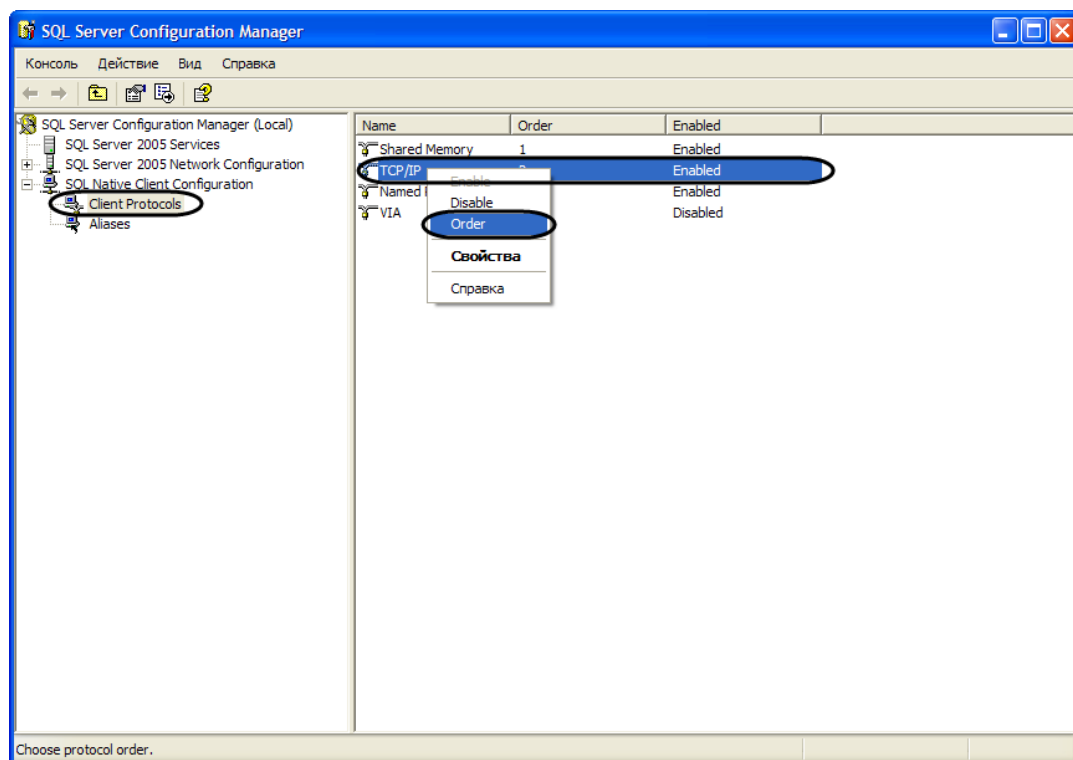 SQL Server Configuration Manager
Консоль Действие Вид Справка
SQL Server Configuration Manager (Local)
SQL Server 2005 Services
SQL Server 2005 Network Configuration
SQL Native Client Configuration
Client Protocols
Aliases
Name Order Enabled
Shared Memory 1 Enabled
TCP/IP Enabled
Named Enabled
VIA Disabled
Enable
Disable
Order
Свойства
Справка
Choose protocol order.